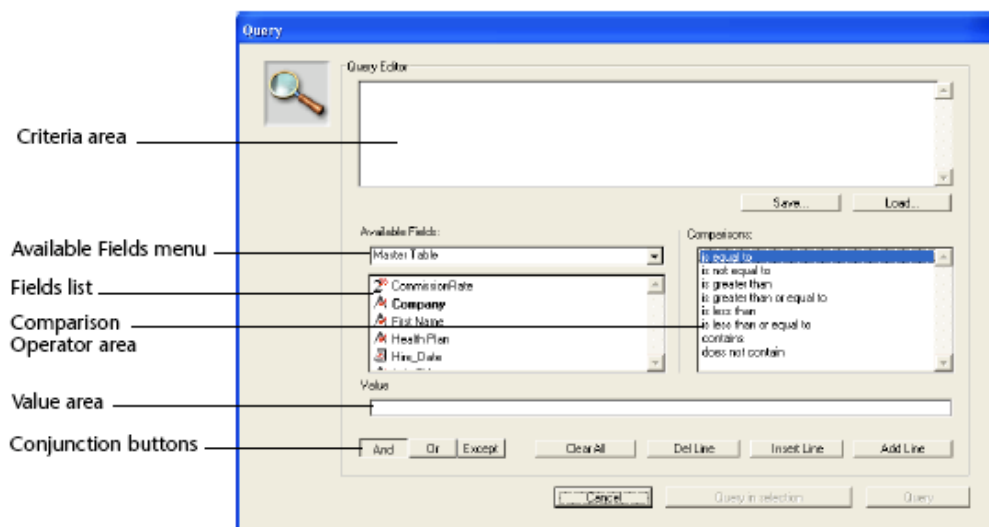 Query
Query Editor
Criteria area
Save...
Load...
Available Fields:
Comparisons:
Available Fields menu
Master Table
is equal to
is not equal to
is greater than
is greater than or equal to
is less than
is less than or equal to
contains
does not contain
Fields list
CommissionRate
Company
First Name
Health Plan
Hire_Date
Comparison
Operator area
Value
Value area
Conjunction buttons
And
Or
Except
Clear All
Del Line
Insert Line
Add Line
Cancel
Query in selection
Query